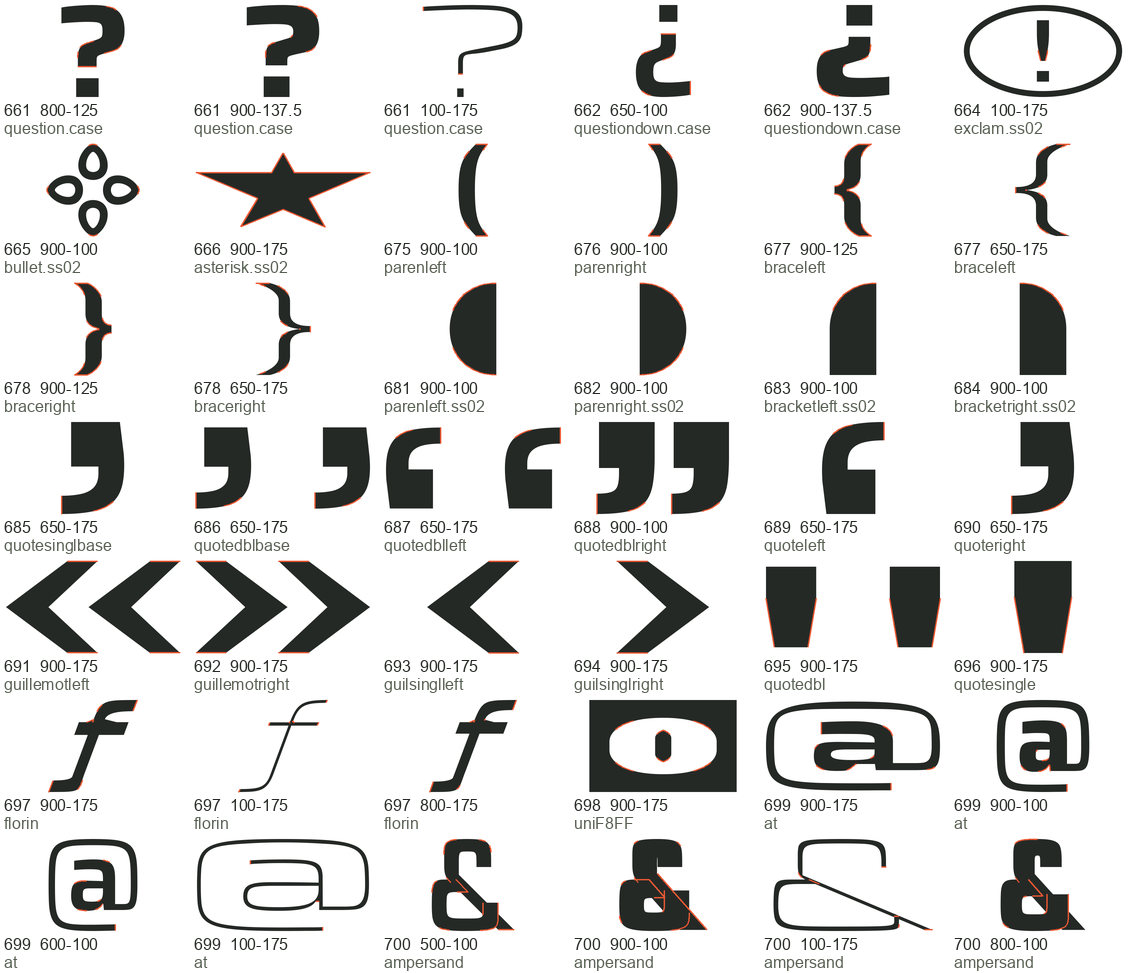 661 800-125 661 900-137.5 661 100-175 662 650-100 662 900-137.5 664 100-175
question.case question.case question.case questiondown.case questiondown.case exclam.ss02
665 900-100 666 900-175 675 900-100 676 900-100 677 900-125 677 650-175
bullet.ss02 asterisk.ss02 parenleft parenright braceleft braceleft
678 900-125 678 650-175 681 900-100 682 900-100 683 900-100 684 900-100
braceright braceright parenleft.ss02 parenright.ss02 bracketleft.ss02 bracketright.ss02
685 650-175 686 650-175 687 650-175 688 900-100 689 650-175 690 650-175
quotesinglbase quotedblbase quotedblleft quotedblright quoteleft quoteright
691 900-175 692 900-175 693 900-175 694 900-175 695 900-175 696 900-175
guillemotleft guillemotright guilsinglleft guilsinglright quotedbl quotesingle
697 900-175 697 100-175 697 800-175 698 900-175 699 900-175 699 900-100
florin florin florin uniF8FF at at
699 600-100 699 100-175 700 500-100 700 900-100 700 100-175 700 800-100
at at ampersand ampersand ampersand ampersand